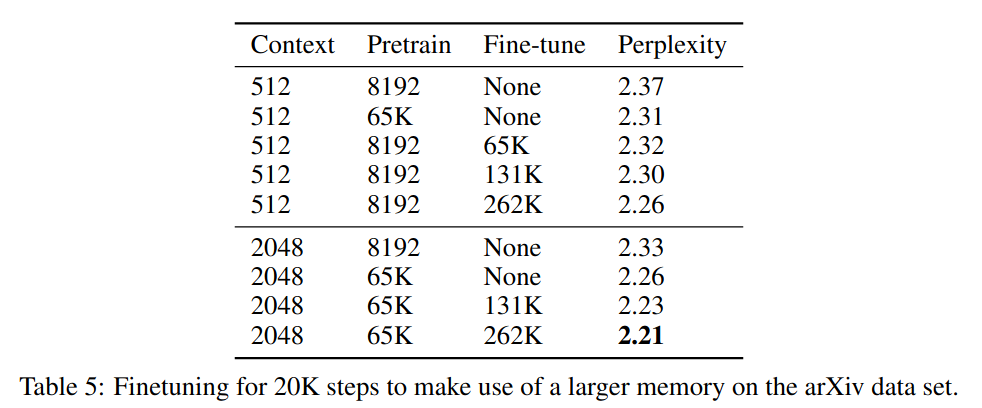 Context Pretrain Fine-tune Perplexity
512 8192 None 2.37
512 65K None 2.31
512 8192 65K 2.32
512 8192 131K 2.30
512 8192 262K 2.26
2048 8192 None 2.33
2048 65K None 2.26
2048 65K 131K 2.23
2048 65K 262K 2.21
Table 5: Finetuning for 20K steps to make use of a larger memory on the arXiv data set.